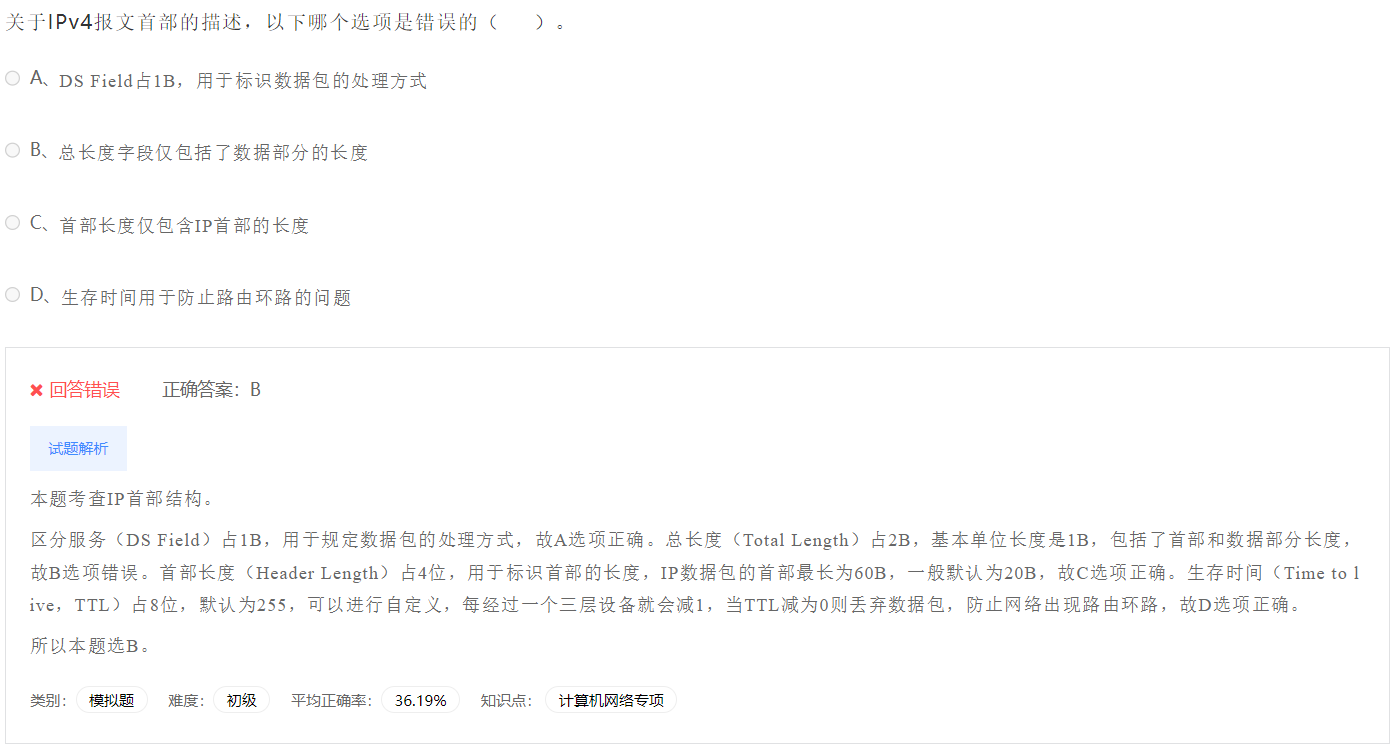 关于IPv4报文首部的描述，以下哪个选项是错误的（　　）。
A、DS Field占1B，用于标识数据包的处理方式
B、总长度字段仅包括了数据部分的长度
C、首部长度仅包含IP首部的长度
D、生存时间用于防止路由环路的问题
✖ 回答错误 正确答案：B
试题解析
本题考查IP首部结构。
区分服务（DS Field）占1B，用于规定数据包的处理方式，故A选项正确。总长度（Total Length）占2B，基本单位长度是1B，包括了首部和数据部分长度，
故B选项错误。首部长度（Header Length）占4位，用于标识首部的长度，IP数据包的首部最长为60B，一般默认为20B，故C选项正确。生存时间（Time to l
ive，TTL）占8位，默认为255，可以进行自定义，每经过一个三层设备就会减1，当TTL减为0则丢弃数据包，防止网络出现路由环路，故D选项正确。
所以本题选B。
类别： 模拟题 难度： 初级 平均正确率： 36.19% 知识点： 计算机网络专项